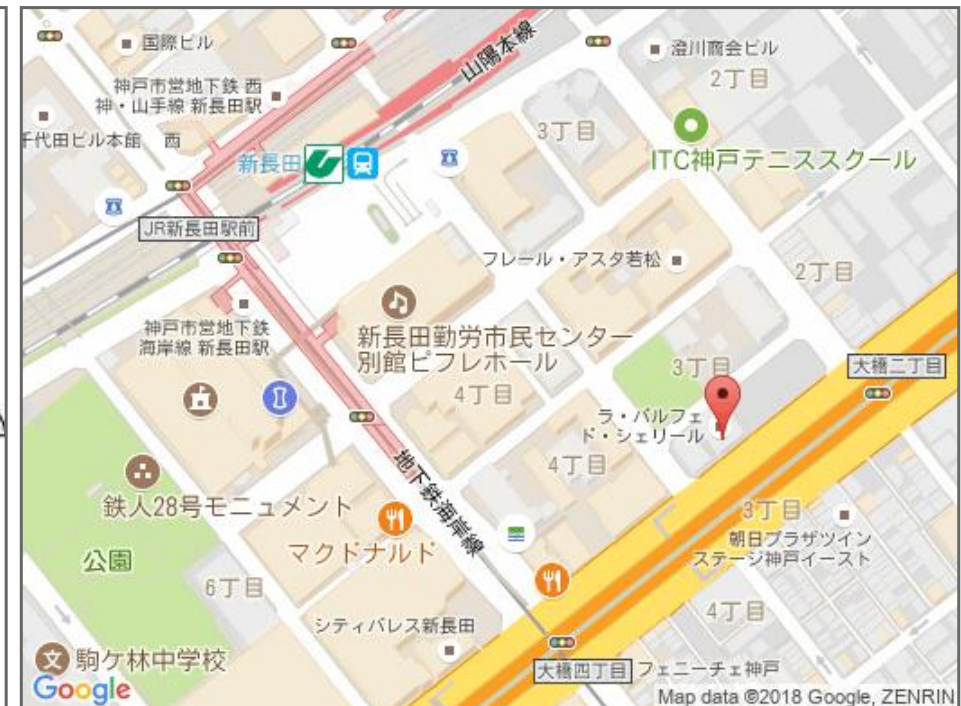 国際ビル
山陽本線
澄川商会ビル
2丁目
神戸市営地下鉄 西
神・山手線 新長田駅
千代田ビル本館 西
3丁目
ITC神戸テニススクール
新長田
JR新長田駅前
フレール・アスタ若松
2丁目
神戸市営地下鉄
海岸線 新長田駅
新長田勤労市民センター
別館ピフレホール
3丁目
大橋二丁目
4丁目
ラ・バルフェ
ド・シェリール
4丁目
地下鉄海岸線
鉄人28号モニュメント
3丁目
マクドナルド
朝日プラザツイン
ステージ神戸イースト
公園
6丁目
4丁目
シティパレス新長田
文
駒ケ林中学校
大橋四丁目
フェニーチェ神戸
Google
Map data ©2018 Google, ZENRIN